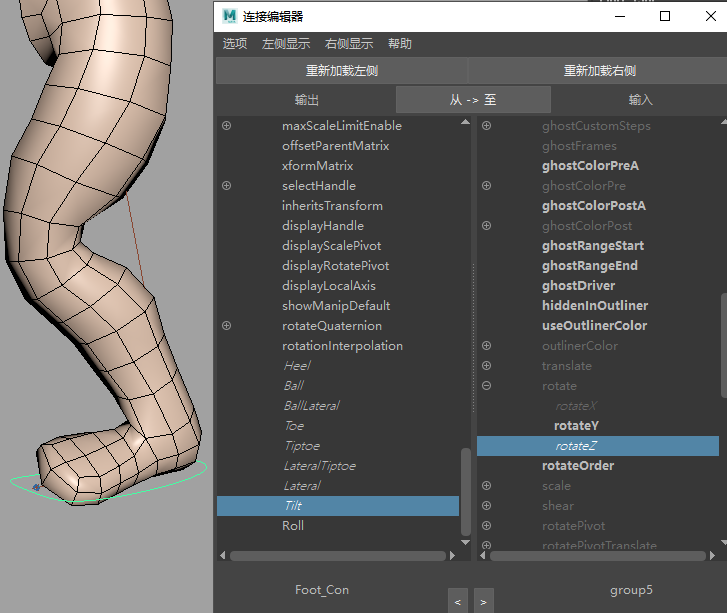 连接编辑器
选项 左侧显示 右侧显示 帮助
重新加载左侧 重新加载右侧
输出 从 -> 至 输入
maxScaleLimitEnable
offsetParentMatrix
xformMatrix
selectHandle
inheritsTransform
displayHandle
displayScalePivot
displayRotatePivot
displayLocalAxis
showManipDefault
rotateQuaternion
rotationInterpolation
Heel
Ball
BallLateral
Toe
Tiptoe
LateralTiptoe
Lateral
Tilt
Roll
ghostCustomSteps
ghostFrames
ghostColorPreA
ghostColorPre
ghostColorPostA
ghostColorPost
ghostRangeStart
ghostRangeEnd
ghostDriver
hiddenInOutliner
useOutlinerColor
outlinerColor
translate
rotate
rotateX
rotateY
rotateZ
rotateOrder
scale
shear
rotatePivot
rotatePivotTranslate
Foot_Con < > group5